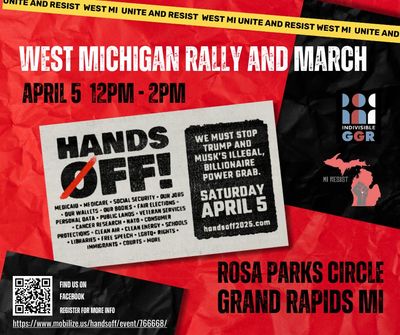 UNITE AND RESIST WEST MI UNITE AND RESIST WEST MI UNITE AND RESIST WEST MI UNITE AND RESIST WEST MI UNITE AND
WEST MICHIGAN RALLY AND MARCH
APRIL 5 12PM - 2PM
HANDS
OFF!
MEDICAID • MEDICARE • SOCIAL SECURITY • OUR JOBS
• OUR WALLETS • OUR BODIES • FAIR ELECTIONS •
PERSONAL DATA • PUBLIC LANDS • VETERAN SERVICES
• CANCER RESEARCH • NATO • CONSUMER
PROTECTIONS • CLEAN AIR • CLEAN ENERGY • SCHOOLS
• LIBRARIES • FREE SPEECH • LGBTQ+ RIGHTS •
IMMIGRANTS • COURTS • MORE
WE MUST STOP
TRUMP AND
MUSK'S ILLEGAL,
BILLIONAIRE
POWER GRAB.
SATURDAY
APRIL 5
handsoff2025.com
INDIVISIBLE
GGR
MI RESIST
ROSA PARKS CIRCLE
GRAND RAPIDS MI
FIND US ON
FACEBOOK
REGISTER FOR MORE INFO
https://www.mobilize.us/handsoff/event/766668/